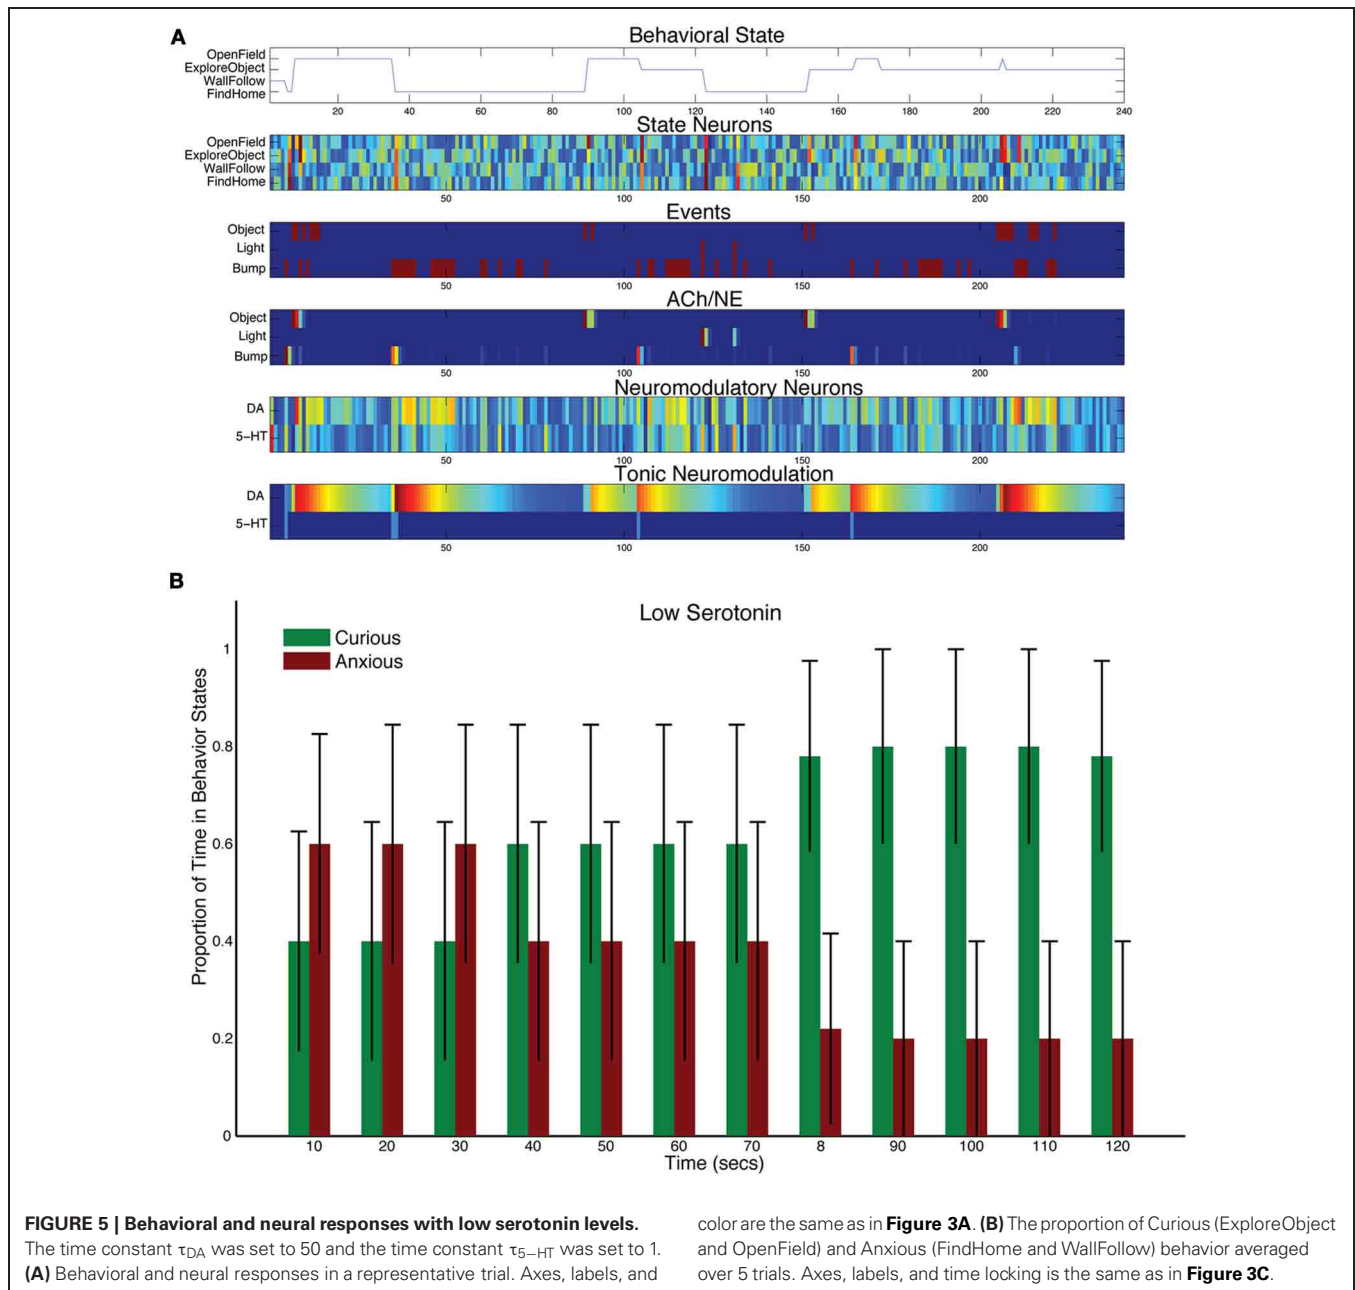 A
Behavioral State
OpenField
ExploreObject
WallFollow
FindHome
20 40 60 80 100 120 140 160 180 200 220 240
State Neurons
OpenField
ExploreObject
WallFollow
FindHome
50 100 150 200
Events
Object
Light
Bump
50 100 150 200
ACh/NE
Object
Light
Bump
50 100 150 200
Neuromodulatory Neurons
DA
5-HT
50 100 150 200
Tonic Neuromodulation
DA
5-HT
50 100 150 200
B
Low Serotonin
Curious
Anxious
Proportion of Time in Behavior States
1
0.8
0.6
0.4
0.2
0
10 20 30 40 50 60 70 8 90 100 110 120
Time (secs)
FIGURE 5 | Behavioral and neural responses with low serotonin levels.
The time constant τDA was set to 50 and the time constant τ5−HT was set to 1.
(A) Behavioral and neural responses in a representative trial. Axes, labels, and
color are the same as in Figure 3A. (B) The proportion of Curious (ExploreObject
and OpenField) and Anxious (FindHome and WallFollow) behavior averaged
over 5 trials. Axes, labels, and time locking is the same as in Figure 3C.